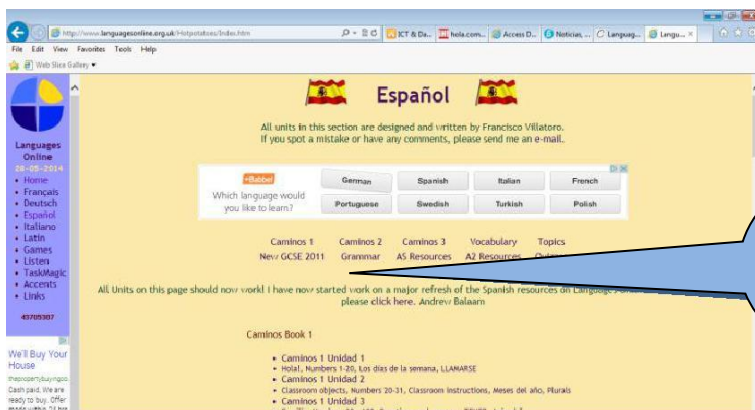 http://www.languagesonline.org.uk/Hotpotatoes/Index.htm
ICT & Da...
hola.com...
Access D...
Noticias, ...
Languag...
Langu... ×
File Edit View Favorites Tools Help
Web Slice Gallery
Español
All units in this section are designed and written by Francisco Villatoro.
If you spot a mistake or have any comments, please send me an e-mail.
Languages
Online
28-05-2014
• Home
• Français
• Deutsch
• Español
• Italiano
• Latin
• Games
• Listen
• TaskMagic
• Accents
• Links
43705307
+Babbel
Which language would
you like to learn?
German Spanish Italian French
Portuguese Swedish Turkish Polish
Caminos 1 Caminos 2 Caminos 3 Vocabulary Topics
New GCSE 2011 Grammar AS Resources A2 Resources
All Units on this page should now work! I have now started work on a major refresh of the Spanish resources on
please click here. Andrew Balaam
Caminos Book 1
• Caminos 1 Unidad 1
• Hola!, Numbers 1-20, Los días de la semana, LLAMARSE
• Caminos 1 Unidad 2
• Classroom objects, Numbers 20-31, Classroom instructions, Meses del año, Plurals
• Caminos 1 Unidad 3
We'll Buy Your
House
Cash paid. We are
ready to buy. Offer